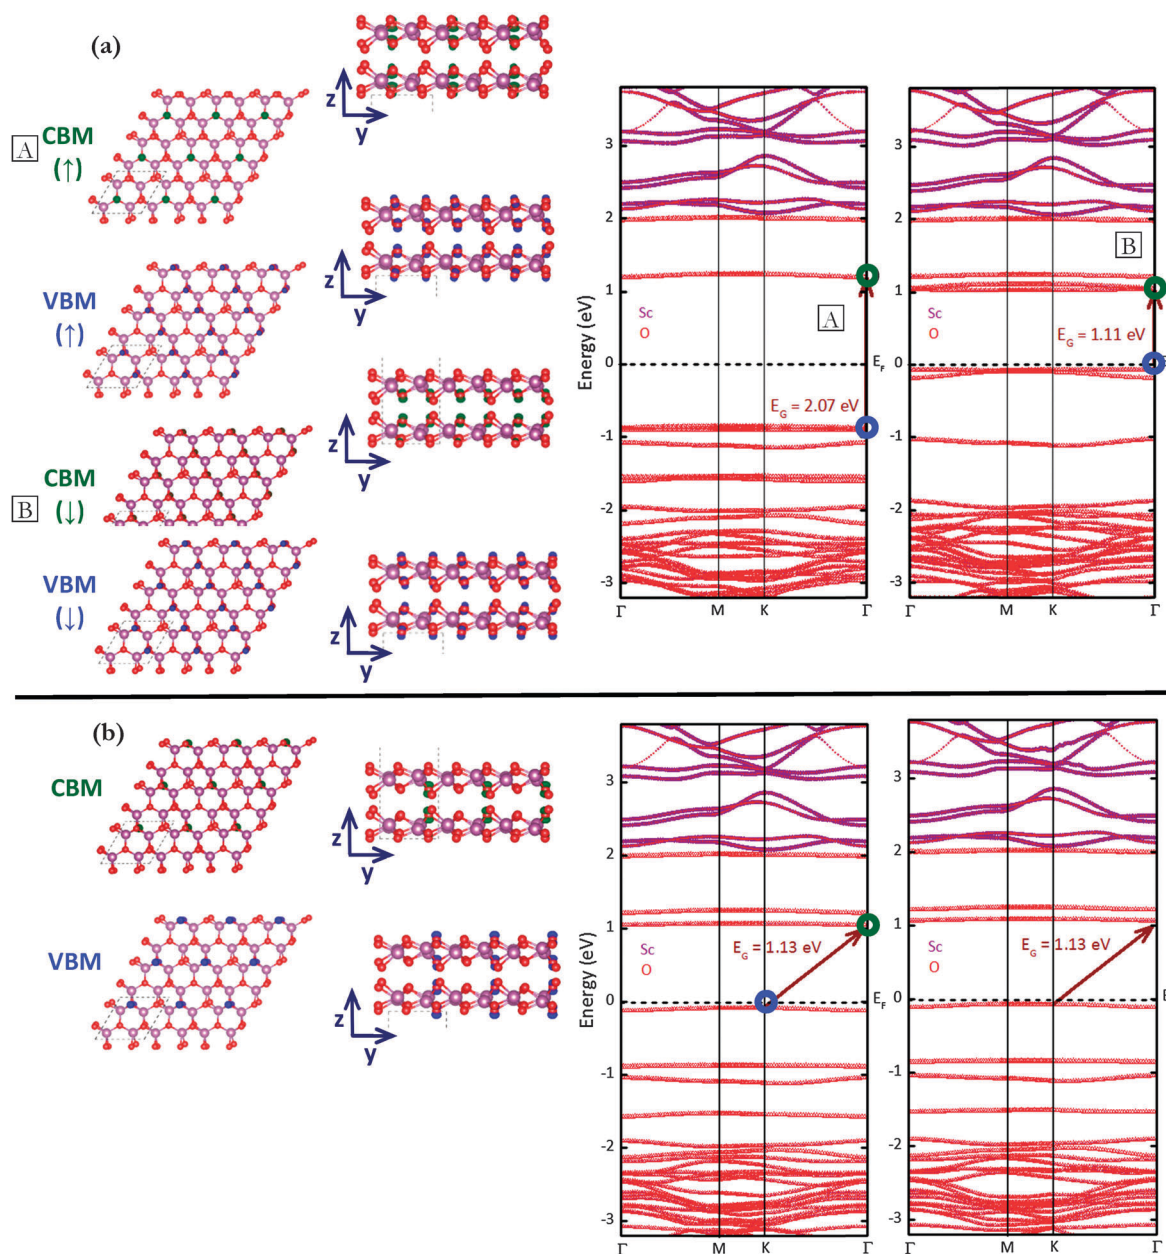 (a)
A
CBM
(↑)
z
y
VBM
(↑)
z
y
B
CBM
(↓)
z
y
VBM
(↓)
z
y
Energy (eV)
3
2
1
0
-1
-2
-3
Sc
O
A
E_G = 2.07 eV
E_F
Γ M K Γ
3
2
1
0
-1
-2
-3
Sc
O
B
E_G = 1.11 eV
Γ M K Γ
(b)
CBM
z
y
VBM
z
y
Energy (eV)
3
2
1
0
-1
-2
-3
Sc
O
E_G = 1.13 eV
E_F
Γ M K Γ
3
2
1
0
-1
-2
-3
Sc
O
E_G = 1.13 eV
Γ M K Γ